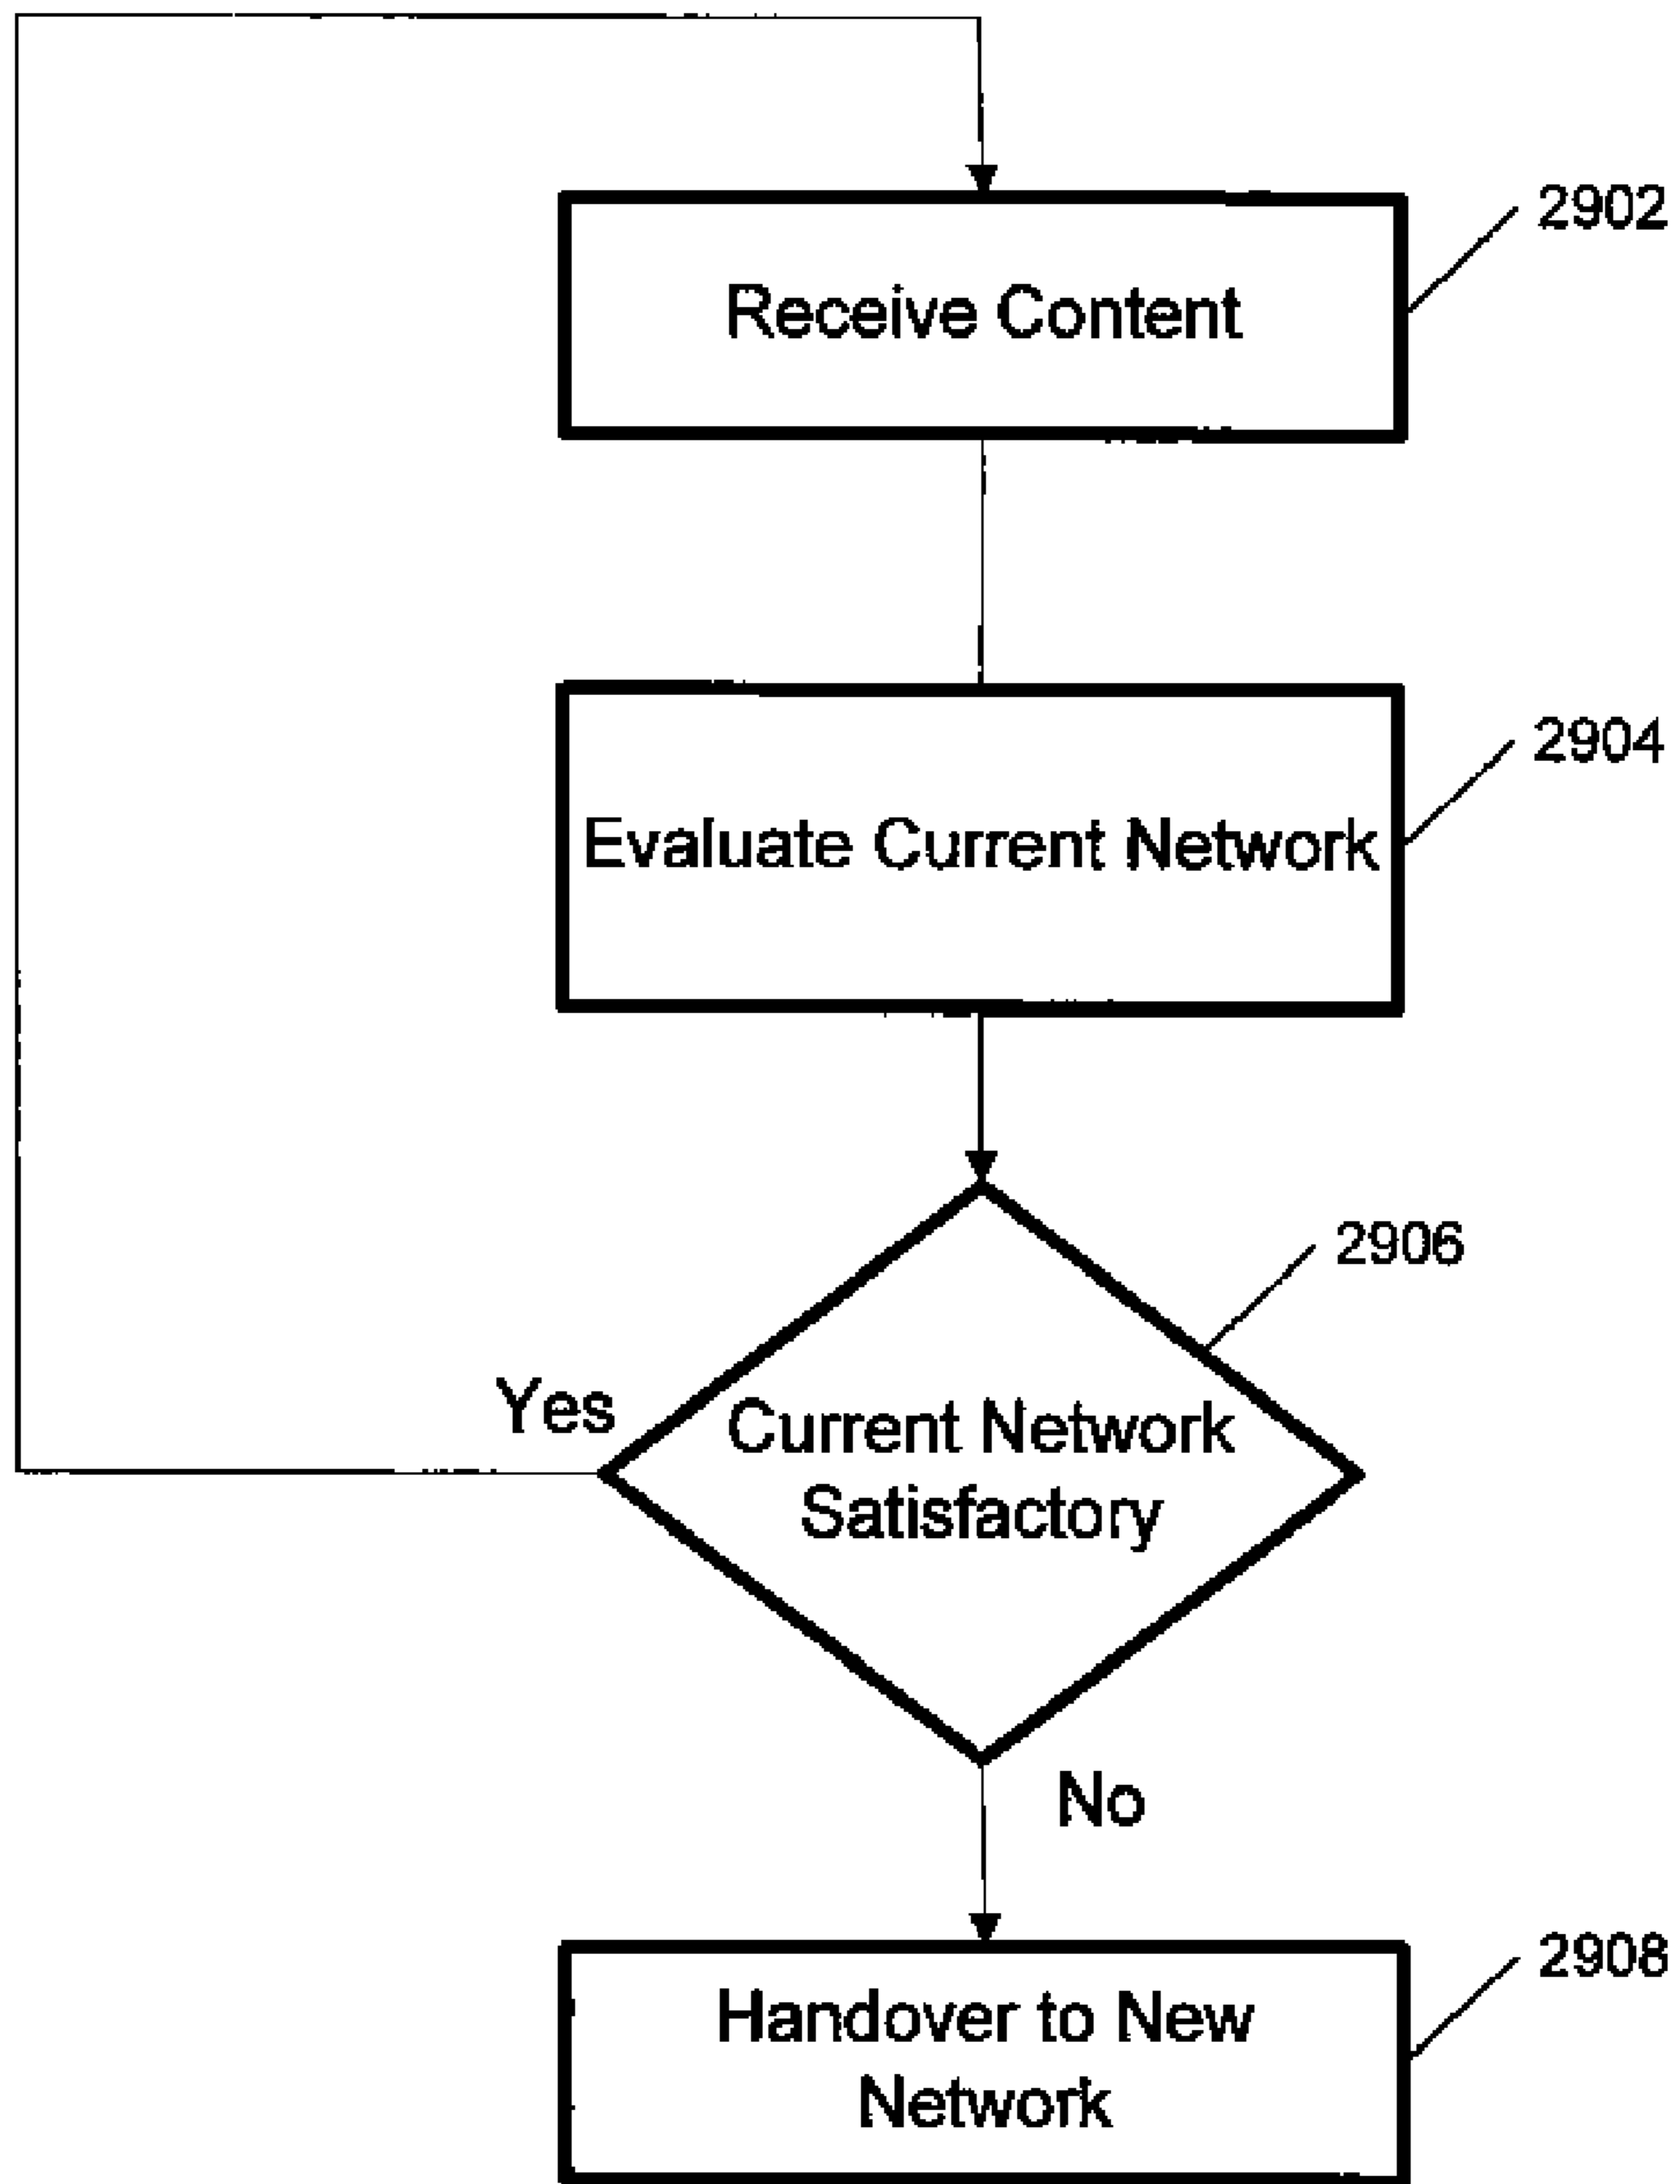 2902
Receive Content
2904
Evaluate Current Network
2906
Yes
Current Network
Satisfactory
No
2908
Handover to New
Network